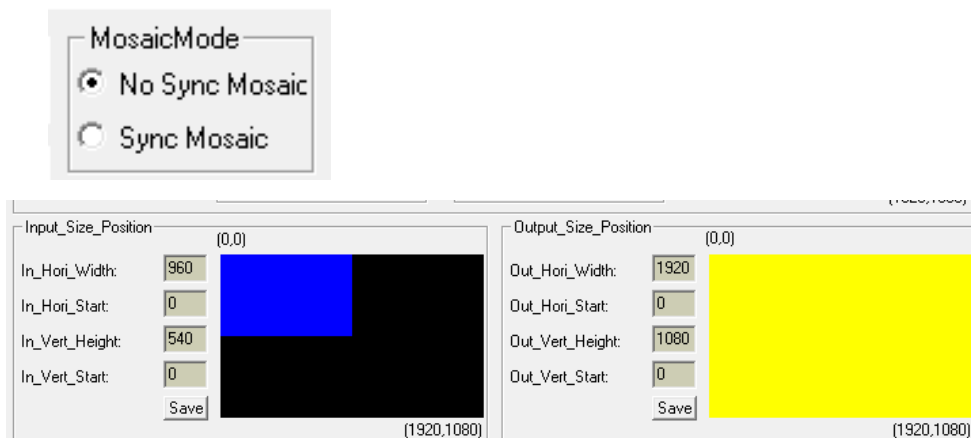 MosaicMode
No Sync Mosaic
Sync Mosaic
Input_Size_Position
(0,0)
In_Hori_Width: 960
In_Hori_Start: 0
In_Vert_Height: 540
In_Vert_Start: 0
Save
(1920,1080)
Output_Size_Position
(0,0)
Out_Hori_Width: 1920
Out_Hori_Start: 0
Out_Vert_Height: 1080
Out_Vert_Start: 0
Save
(1920,1080)